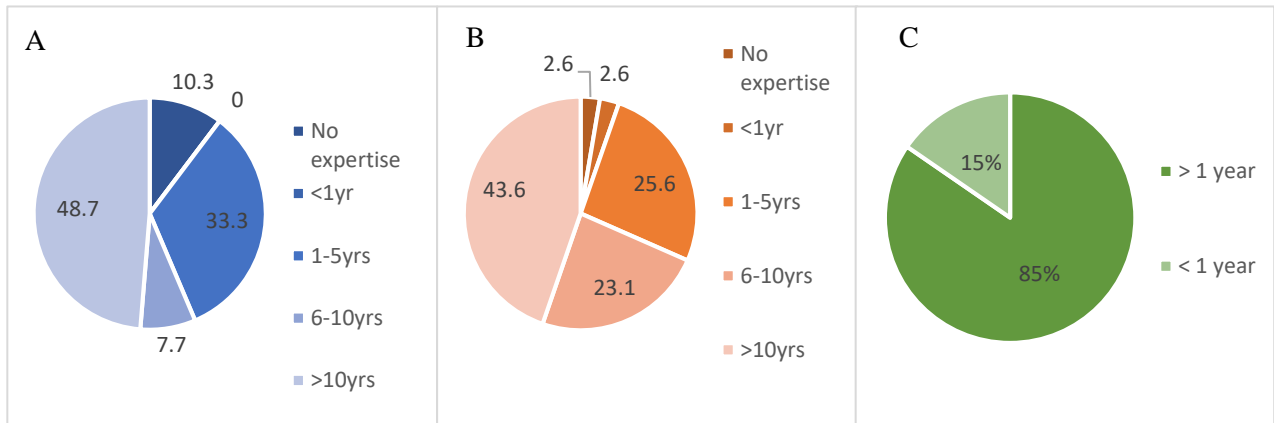 A
10.3
0
48.7
33.3
7.7
No
expertise
<1yr
1-5yrs
6-10yrs
>10yrs
B
2.6
2.6
43.6
25.6
23.1
No
expertise
<1yr
1-5yrs
6-10yrs
>10yrs
C
15%
85%
> 1 year
< 1 year